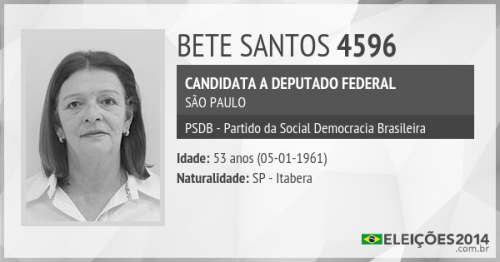 BETE SANTOS 4596
CANDIDATA A DEPUTADO FEDERAL
SÃO PAULO
PSDB - Partido da Social Democracia Brasileira
Idade: 53 anos (05-01-1961)
Naturalidade: SP - Itabera
ELEIÇÕES2014
.com.br